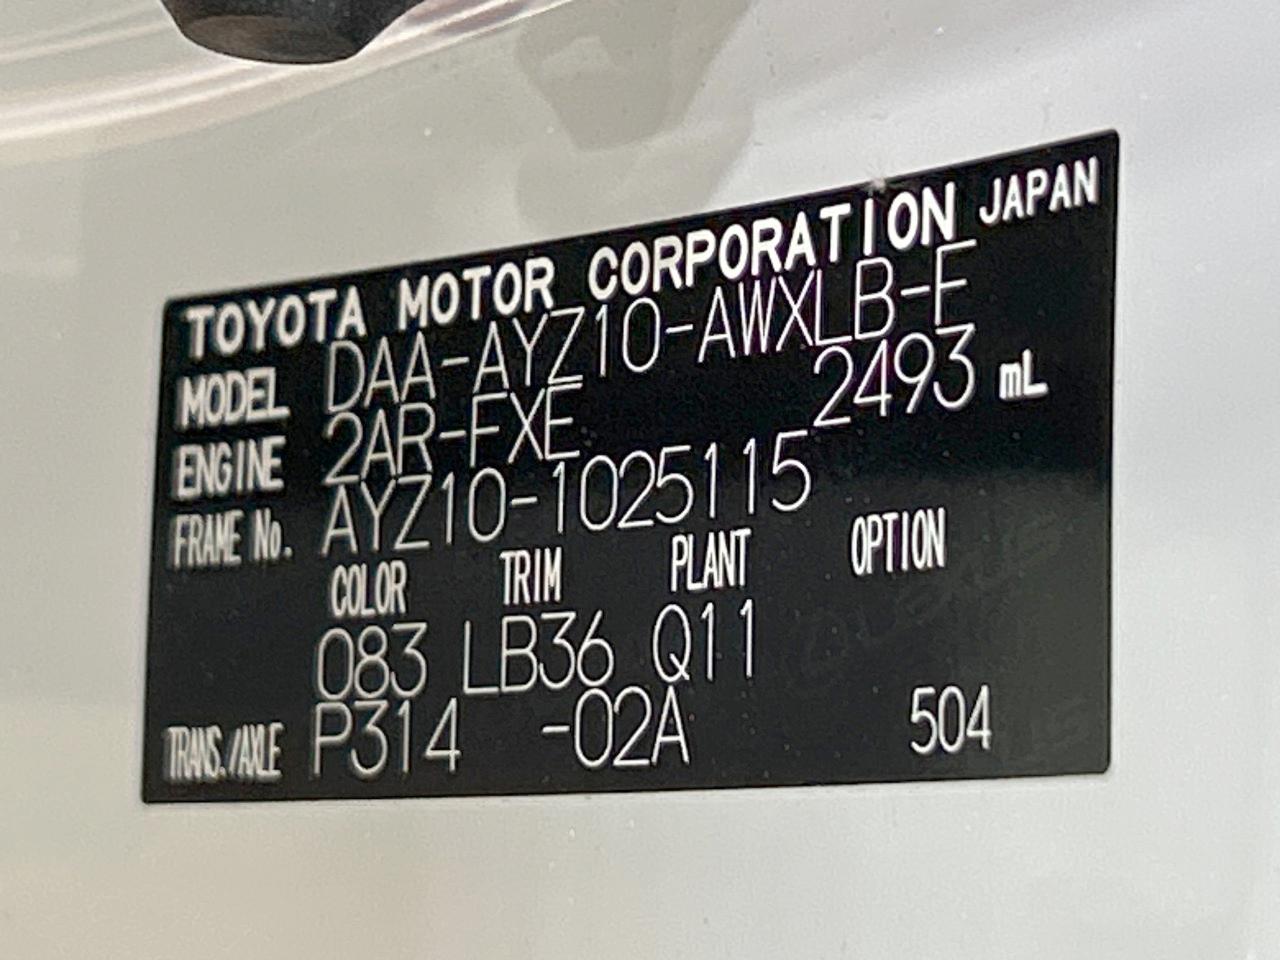 TOYOTA MOTOR CORPORATION JAPAN
MODEL DAA-AYZ10-AWXLB-F
ENGINE 2AR-FXE 2493 mL
FRAME No. AYZ10-1025115
COLOR TRIM PLANT OPTION
083 LB36 Q11
TRANS./AXLE P314 -02A 504